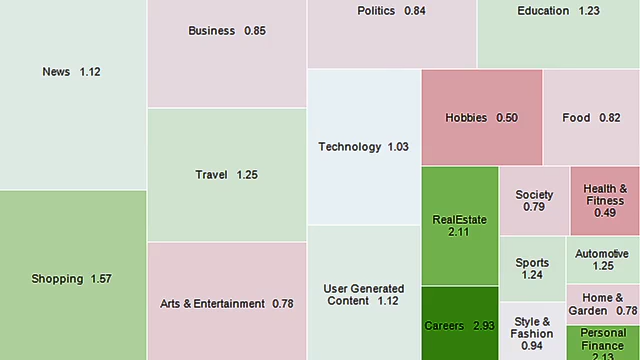 News 1.12
Business 0.85
Politics 0.84
Education 1.23
Travel 1.25
Technology 1.03
Hobbies 0.50
Food 0.82
Shopping 1.57
Arts & Entertainment 0.78
User Generated
Content 1.12
RealEstate
2.11
Society
0.79
Health &
Fitness
0.49
Careers 2.93
Sports
1.24
Automotive
1.25
Style &
Fashion
0.94
Home &
Garden 0.78
Personal
Finance
2.13